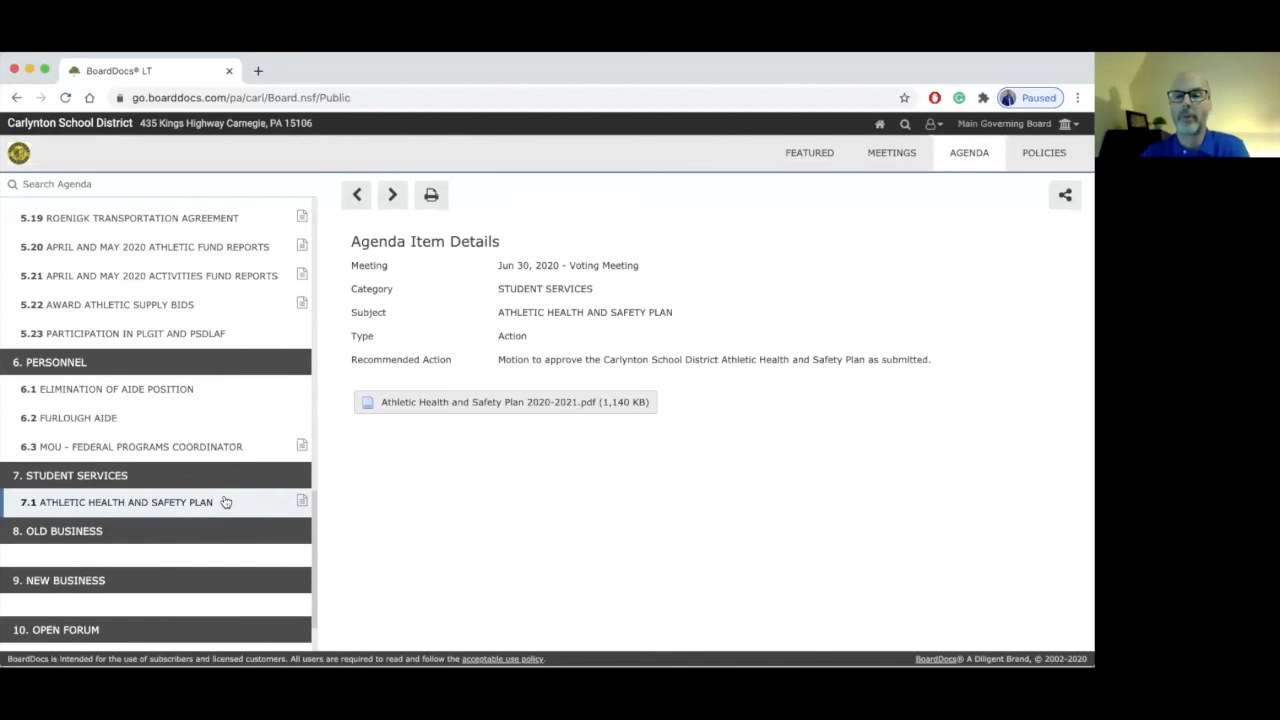 BoardDocs® LT
go.boarddocs.com/pa/carl/Board.nsf/Public
Paused
Carlynton School District 435 Kings Highway Carnegie, PA 15106
Main Governing Board
FEATURED MEETINGS AGENDA POLICIES
Search Agenda
5.19 ROENIGK TRANSPORTATION AGREEMENT
5.20 APRIL AND MAY 2020 ATHLETIC FUND REPORTS
5.21 APRIL AND MAY 2020 ACTIVITIES FUND REPORTS
5.22 AWARD ATHLETIC SUPPLY BIDS
5.23 PARTICIPATION IN PLGIT AND PSDLAF
6. PERSONNEL
6.1 ELIMINATION OF AIDE POSITION
6.2 FURLOUGH AIDE
6.3 MOU - FEDERAL PROGRAMS COORDINATOR
7. STUDENT SERVICES
7.1 ATHLETIC HEALTH AND SAFETY PLAN
8. OLD BUSINESS
9. NEW BUSINESS
10. OPEN FORUM
Agenda Item Details
Meeting Jun 30, 2020 - Voting Meeting
Category STUDENT SERVICES
Subject ATHLETIC HEALTH AND SAFETY PLAN
Type Action
Recommended Action Motion to approve the Carlynton School District Athletic Health and Safety Plan as submitted.
Athletic Health and Safety Plan 2020-2021.pdf (1,140 KB)
BoardDocs is intended for the use of subscribers and licensed customers. All users are required to read and follow the acceptable use policy.
BoardDocs® A Diligent Brand, © 2002-2020